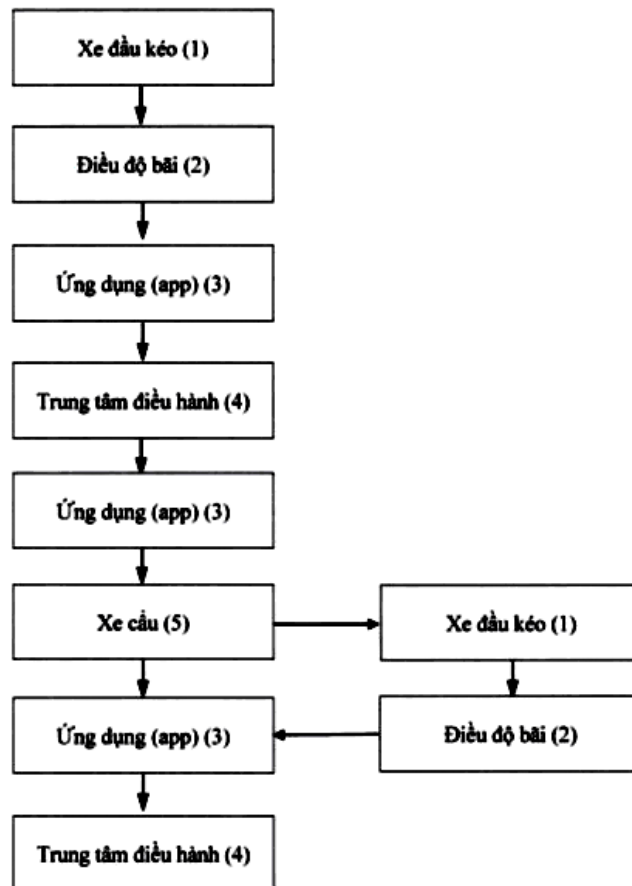 Xe đầu kéo (1)
Điều độ bãi (2)
Ứng dụng (app) (3)
Trung tâm điều hành (4)
Ứng dụng (app) (3)
Xe cẩu (5)
Xe đầu kéo (1)
Ứng dụng (app) (3)
Điều độ bãi (2)
Trung tâm điều hành (4)